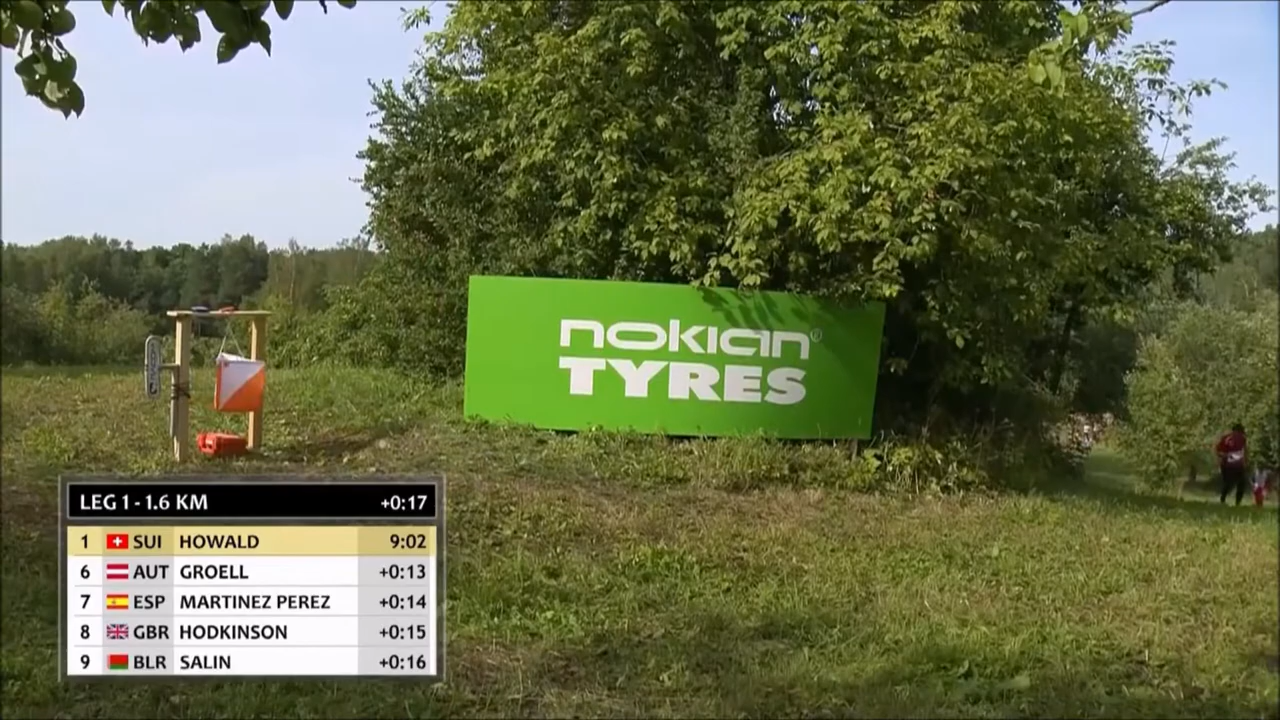 nokian®
TYRES
LEG 1 - 1.6 KM +0:17
1 SUI HOWALD 9:02
6 AUT GROELL +0:13
7 ESP MARTINEZ PEREZ +0:14
8 GBR HODKINSON +0:15
9 BLR SALIN +0:16